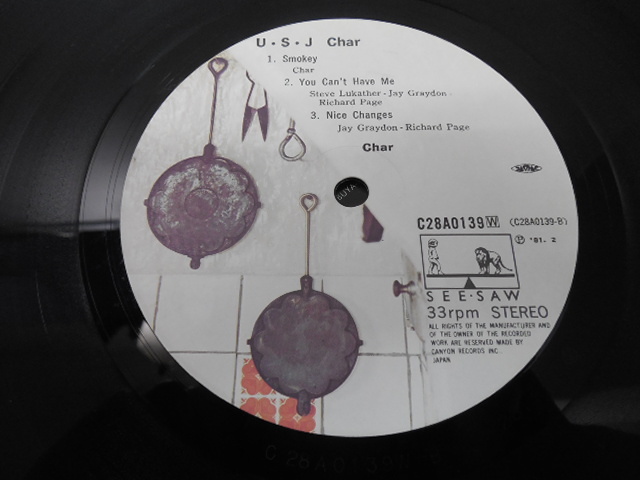 U・S・J Char
1. Smokey
Char
2. You Can't Have Me
Steve Lukather - Jay Graydon -
Richard Page
3. Nice Changes
Jay Graydon - Richard Page
Char
C28A0139 W (C28A0139-B)
Ⓟ '81. 2
SEE・SAW
33rpm STEREO
ALL RIGHTS OF THE MANUFACTURER AND
OF THE OWNER OF THE RECORDED
WORK ARE RESERVED MADE BY
CANYON RECORDS INC.
JAPAN